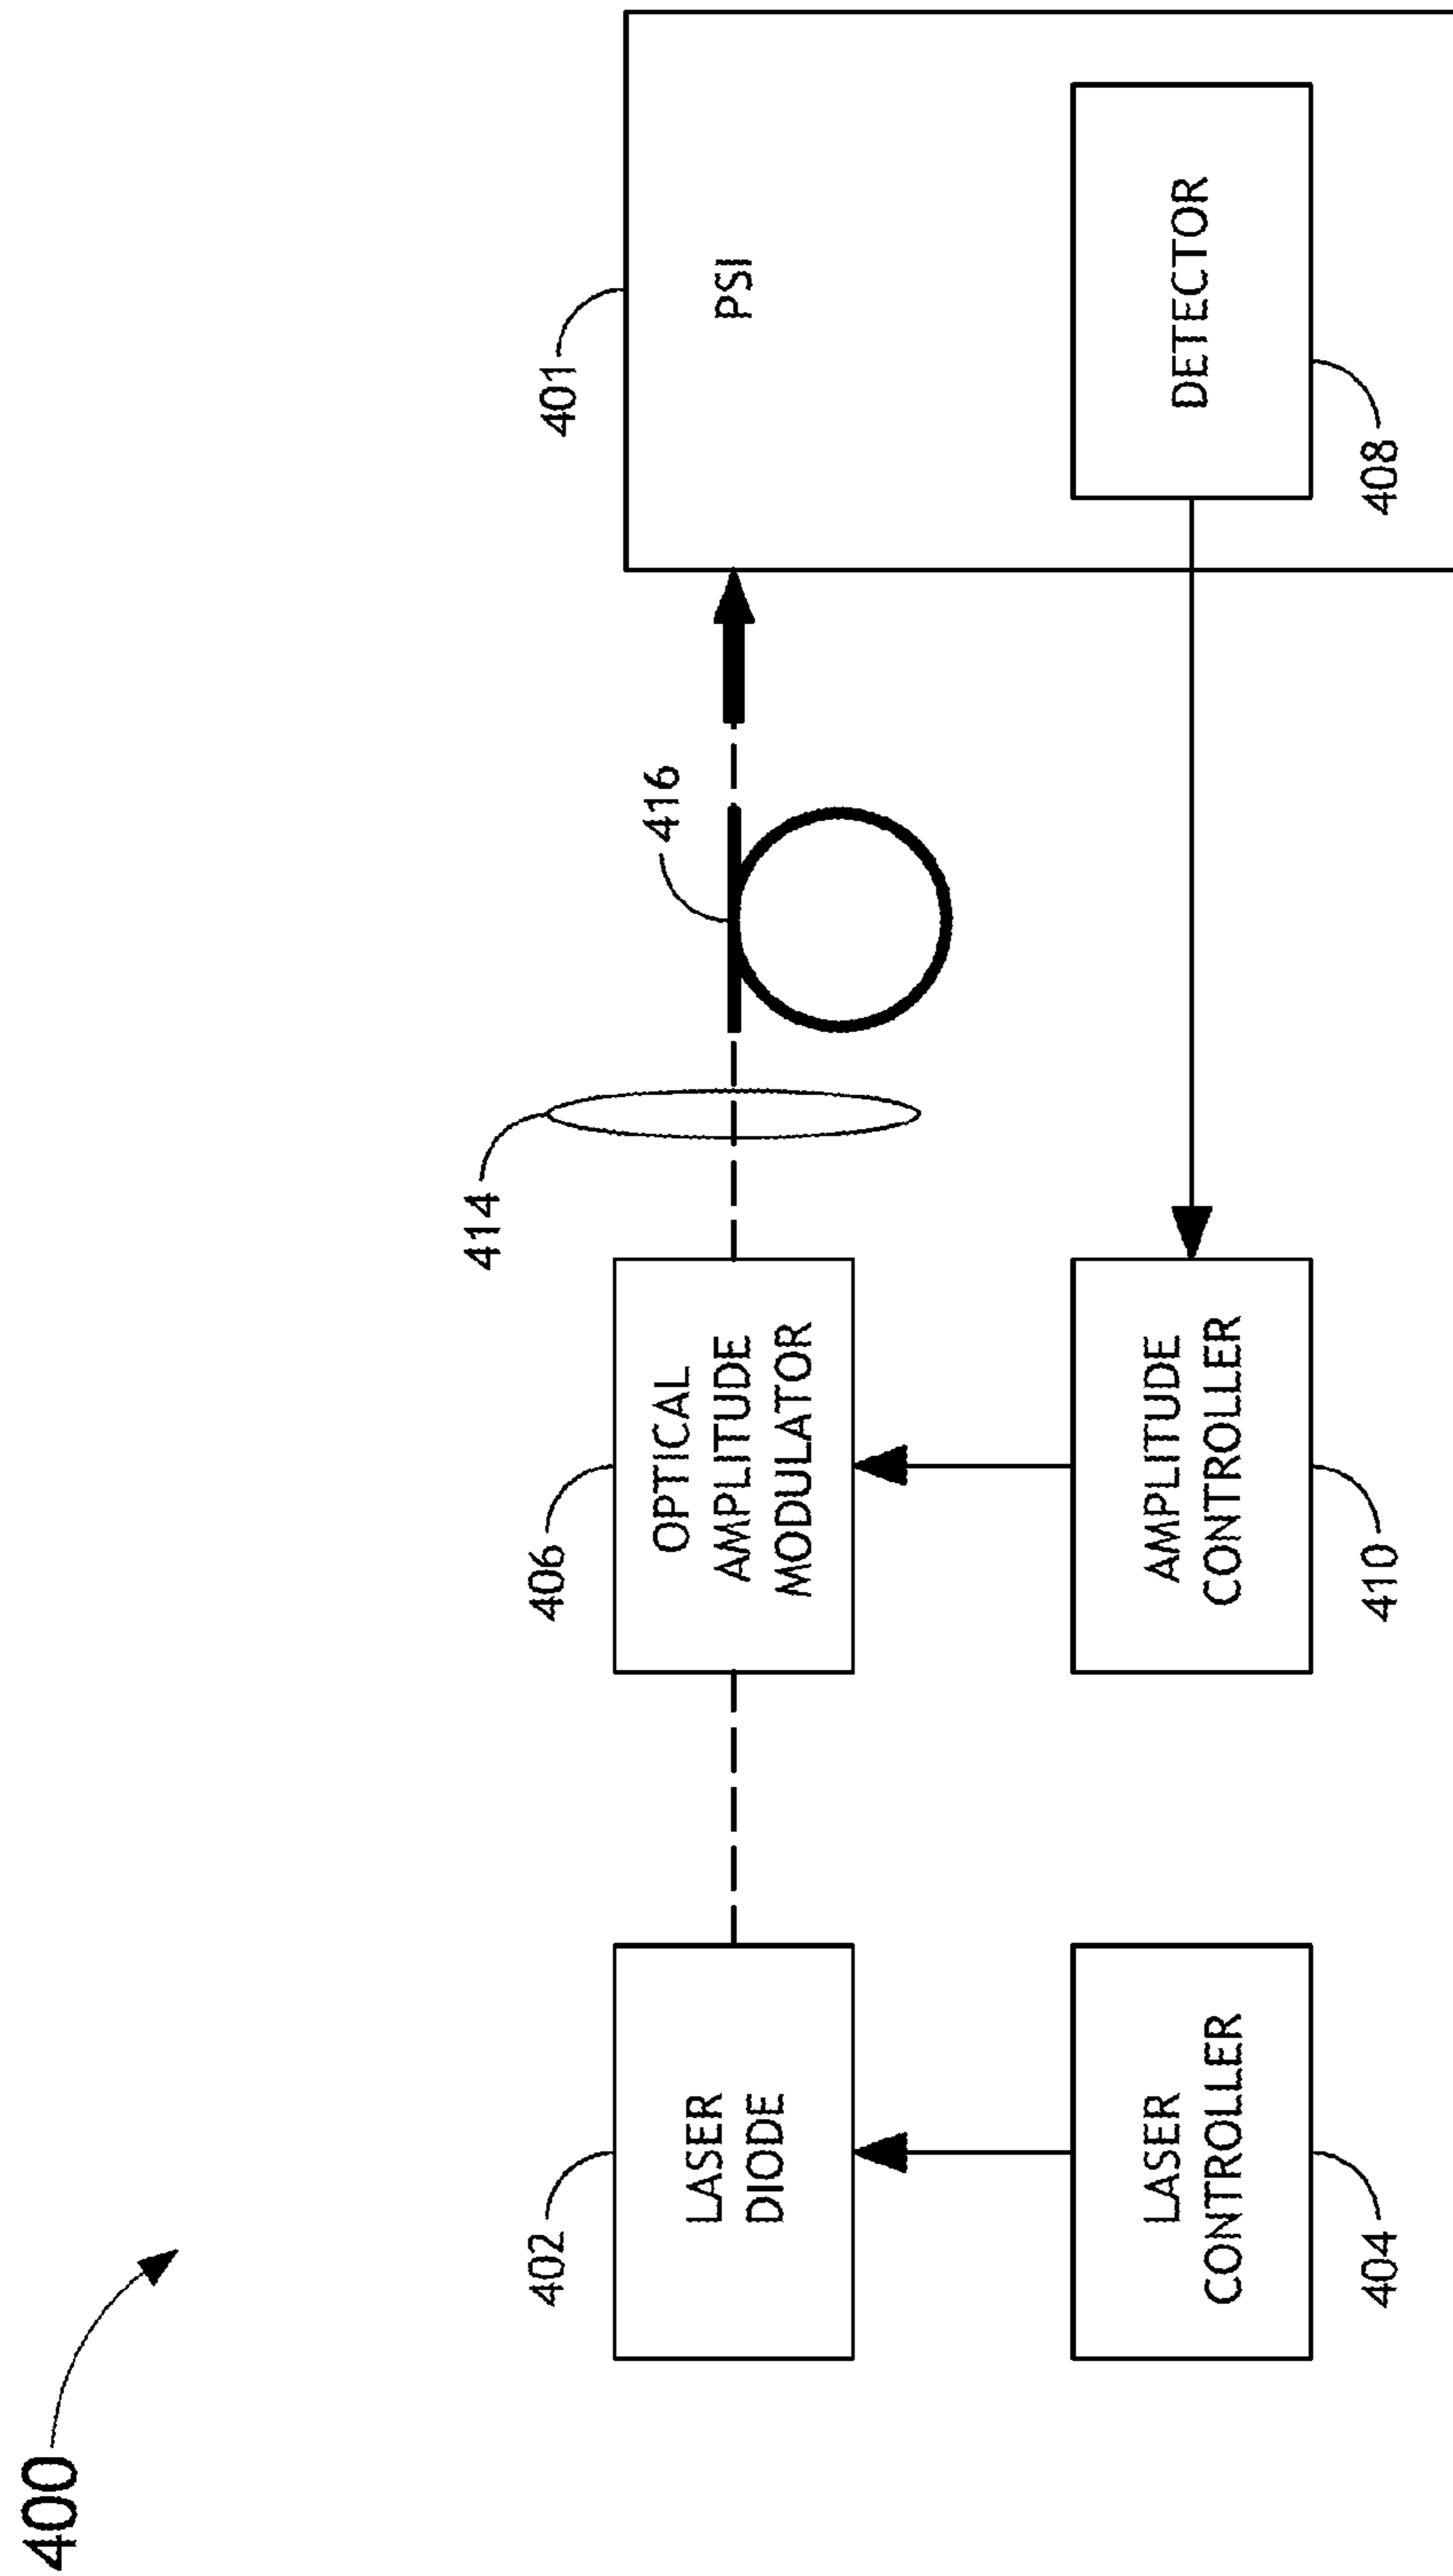 400
402
LASER
DIODE
404
LASER
CONTROLLER
406
OPTICAL
AMPLITUDE
MODULATOR
410
AMPLITUDE
CONTROLLER
414
416
401
PSI
DETECTOR
408